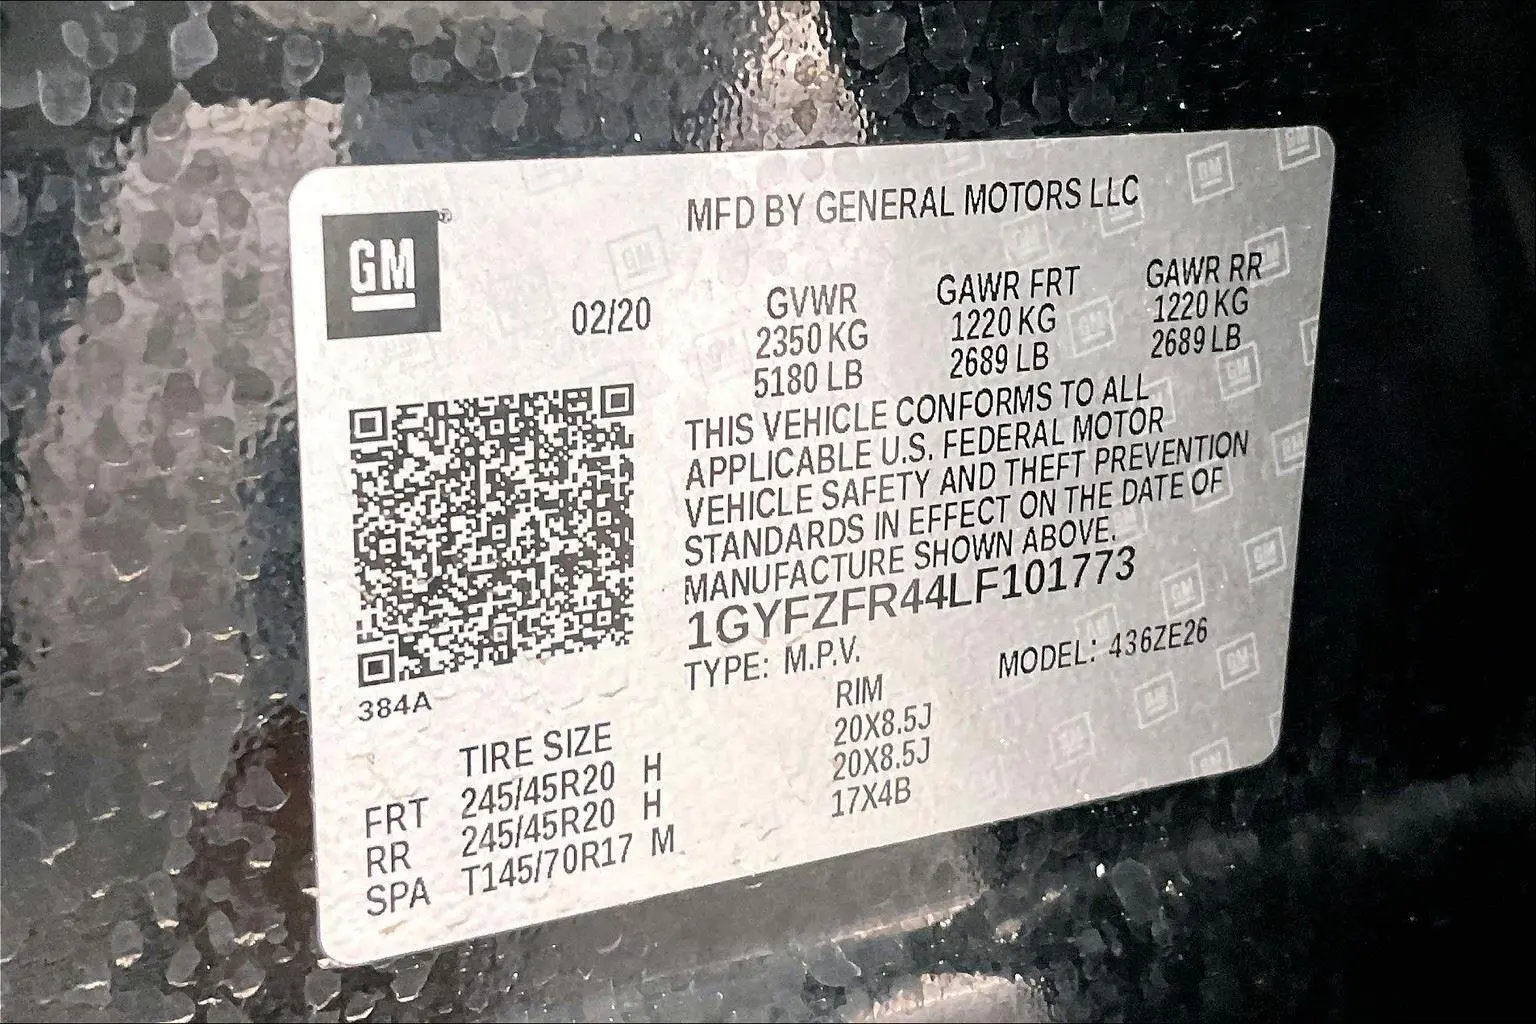 GM
MFD BY GENERAL MOTORS LLC
02/20
GVWR GAWR FRT GAWR RR
2350 KG 1220 KG 1220 KG
5180 LB 2689 LB 2689 LB
THIS VEHICLE CONFORMS TO ALL
APPLICABLE U.S. FEDERAL MOTOR
VEHICLE SAFETY AND THEFT PREVENTION
STANDARDS IN EFFECT ON THE DATE OF
MANUFACTURE SHOWN ABOVE.
1GYFZFR44LF101773
TYPE: M.P.V. MODEL: 436ZE26
384A
TIRE SIZE RIM
FRT 245/45R20 H 20X8.5J
RR 245/45R20 H 20X8.5J
SPA T145/70R17 M 17X4B